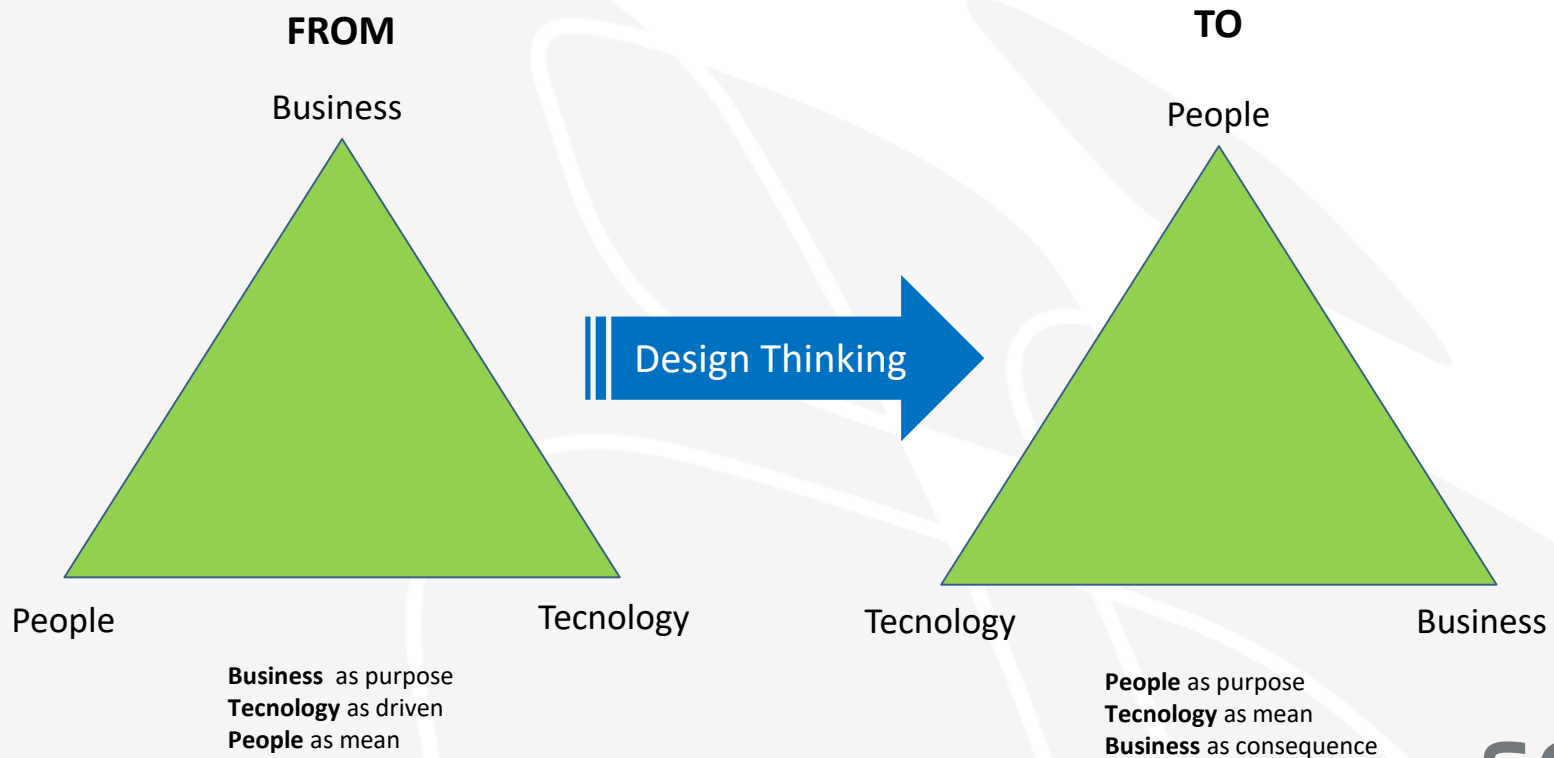 FROM
Business
People
Tecnology
Business as purpose
Tecnology as driven
People as mean
Design Thinking
TO
People
Tecnology
Business
People as purpose
Tecnology as mean
Business as consequence